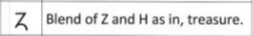 Blend of Z and H as in, treasure.